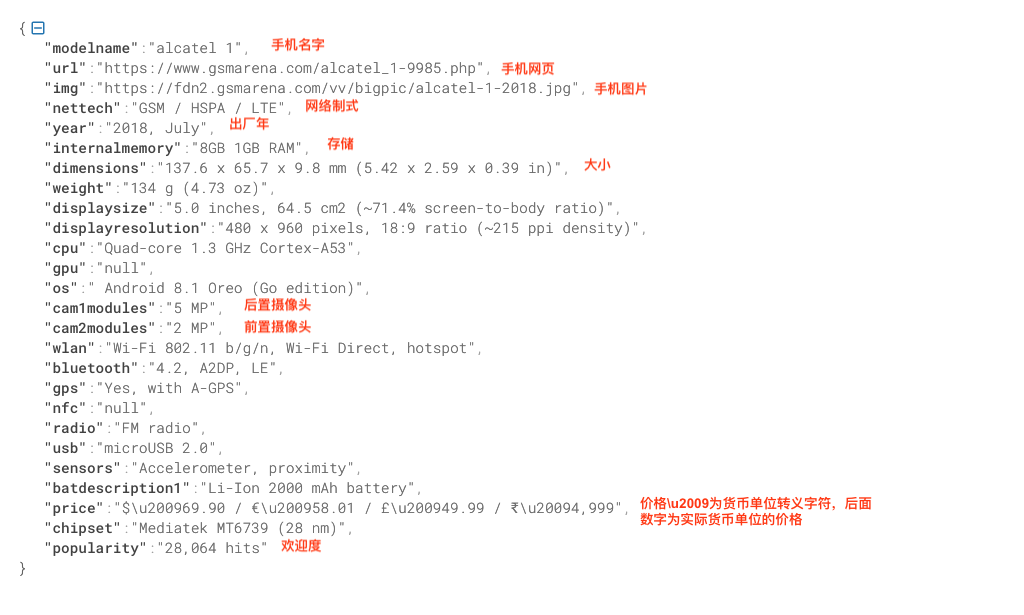 {
"modelname":"alcatel 1", 手机名字
"url":"https://www.gsmarena.com/alcatel_1-9985.php", 手机网页
"img":"https://fdn2.gsmarena.com/vv/bigpic/alcatel-1-2018.jpg", 手机图片
"nettech":"GSM / HSPA / LTE", 网络制式
"year":"2018, July", 出厂年
"internalmemory":"8GB 1GB RAM", 存储
"dimensions":"137.6 x 65.7 x 9.8 mm (5.42 x 2.59 x 0.39 in)", 大小
"weight":"134 g (4.73 oz)",
"displaysize":"5.0 inches, 64.5 cm2 (~71.4% screen-to-body ratio)",
"displayresolution":"480 x 960 pixels, 18:9 ratio (~215 ppi density)",
"cpu":"Quad-core 1.3 GHz Cortex-A53",
"gpu":"null",
"os":" Android 8.1 Oreo (Go edition)",
"cam1modules":"5 MP", 后置摄像头
"cam2modules":"2 MP", 前置摄像头
"wlan":"Wi-Fi 802.11 b/g/n, Wi-Fi Direct, hotspot",
"bluetooth":"4.2, A2DP, LE",
"gps":"Yes, with A-GPS",
"nfc":"null",
"radio":"FM radio",
"usb":"microUSB 2.0",
"sensors":"Accelerometer, proximity",
"batdescription1":"Li-Ion 2000 mAh battery",
"price":"$\u200969.90 / €\u200958.01 / £\u200949.99 / ₹\u20094,999", 价格\u2009为货币单位转义字符，后面
数字为实际货币单位的价格
"chipset":"Mediatek MT6739 (28 nm)",
"popularity":"28,064 hits" 欢迎度
}